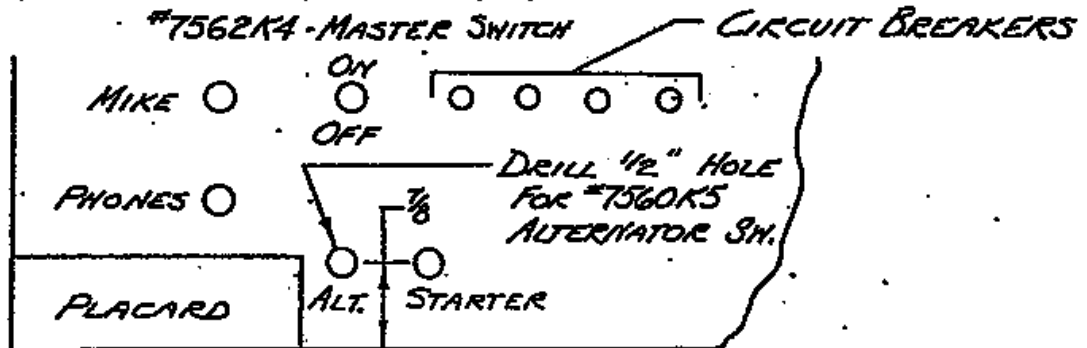 #7562K4 - MASTER SWITCH
CIRCUIT BREAKERS
MIKE
ON
OFF
DRILL 1/2" HOLE
FOR #7560K5
ALTERNATOR SW.
PHONES
7/8
ALT.
STARTER
PLACARD